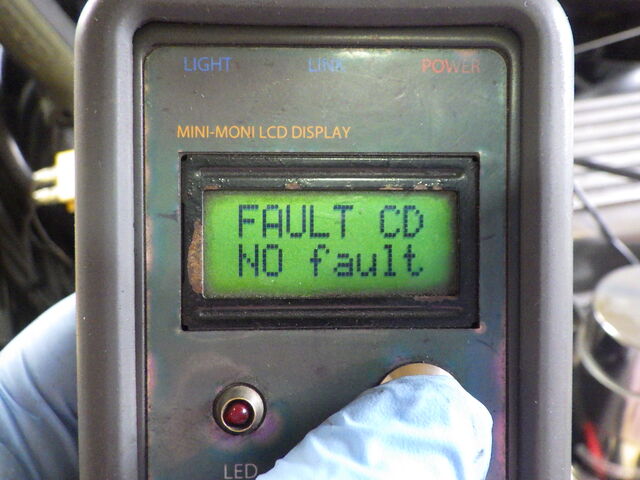 LIGHT LINK POWER
MINI-MONI LCD DISPLAY
FAULT CD
NO fault
LED